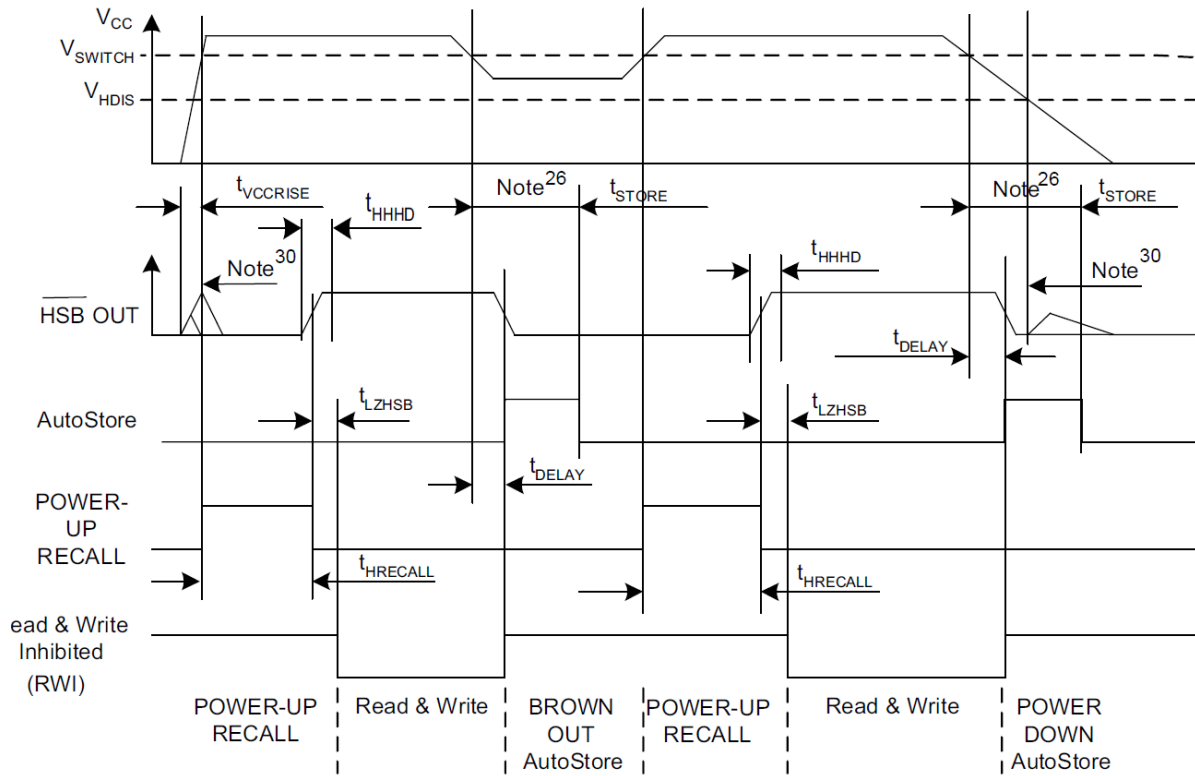 VCC
VSWITCH
VHDIS
tVCCRISE
tHHHD
Note26
tSTORE
Note26
tSTORE
Note30
tHHHD
Note30
HSB OUT
tDELAY
tLZHSB
tLZHSB
AutoStore
tDELAY
POWER-
UP
RECALL
tHRECALL
tHRECALL
ead & Write
Inhibited
(RWI)
POWER-UP
RECALL
Read & Write
BROWN
OUT
AutoStore
POWER-UP
RECALL
Read & Write
POWER
DOWN
AutoStore